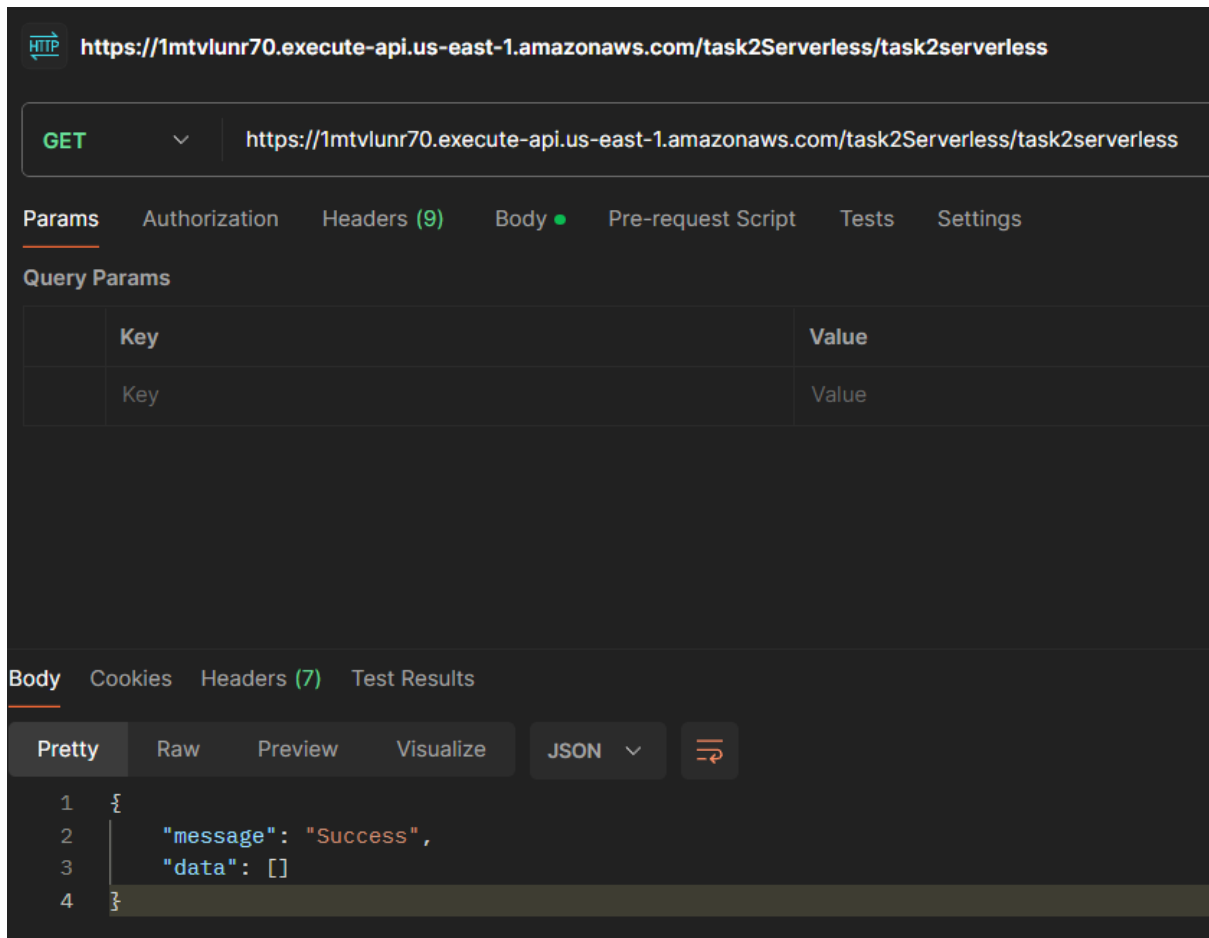 HTTP https://1mtvlunr70.execute-api.us-east-1.amazonaws.com/task2Serverless/task2serverless
GET https://1mtvlunr70.execute-api.us-east-1.amazonaws.com/task2Serverless/task2serverless
Params Authorization Headers (9) Body Pre-request Script Tests Settings
Query Params
Key Value
Key Value
Body Cookies Headers (7) Test Results
Pretty Raw Preview Visualize JSON
1 {
2 "message": "Success",
3 "data": []
4 }